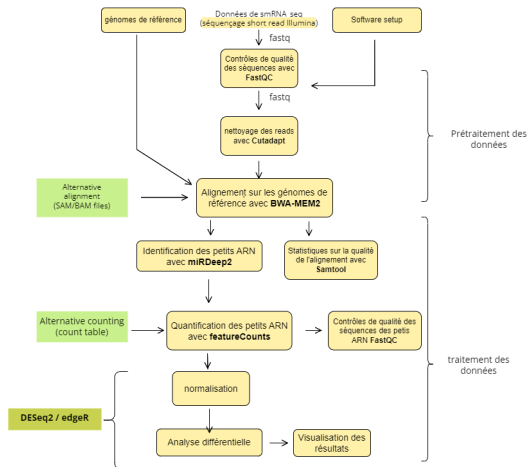 génomes de référence
Données de smRNA_seq
(séquençage short read Illumina)
Software setup
fastq
Contrôles de qualité
des séquences avec
FastQC
fastq
nettoyage des reads
avec Cutadapt
Prétraitement des
données
Alternative
alignment
(SAM/BAM files)
Alignement sur les génomes de
référence avec BWA-MEM2
Identification des petits ARN
avec miRDeep2
Statistiques sur la qualité
de l'alignement avec
Samtool
Alternative counting
(count table)
Quantification des petits ARN
avec featureCounts
Contrôles de qualité des
séquences des petis
ARN FastQC
traitement des
données
normalisation
DESeq2 / edgeR
Analyse différentielle
Visualisation des
résultats